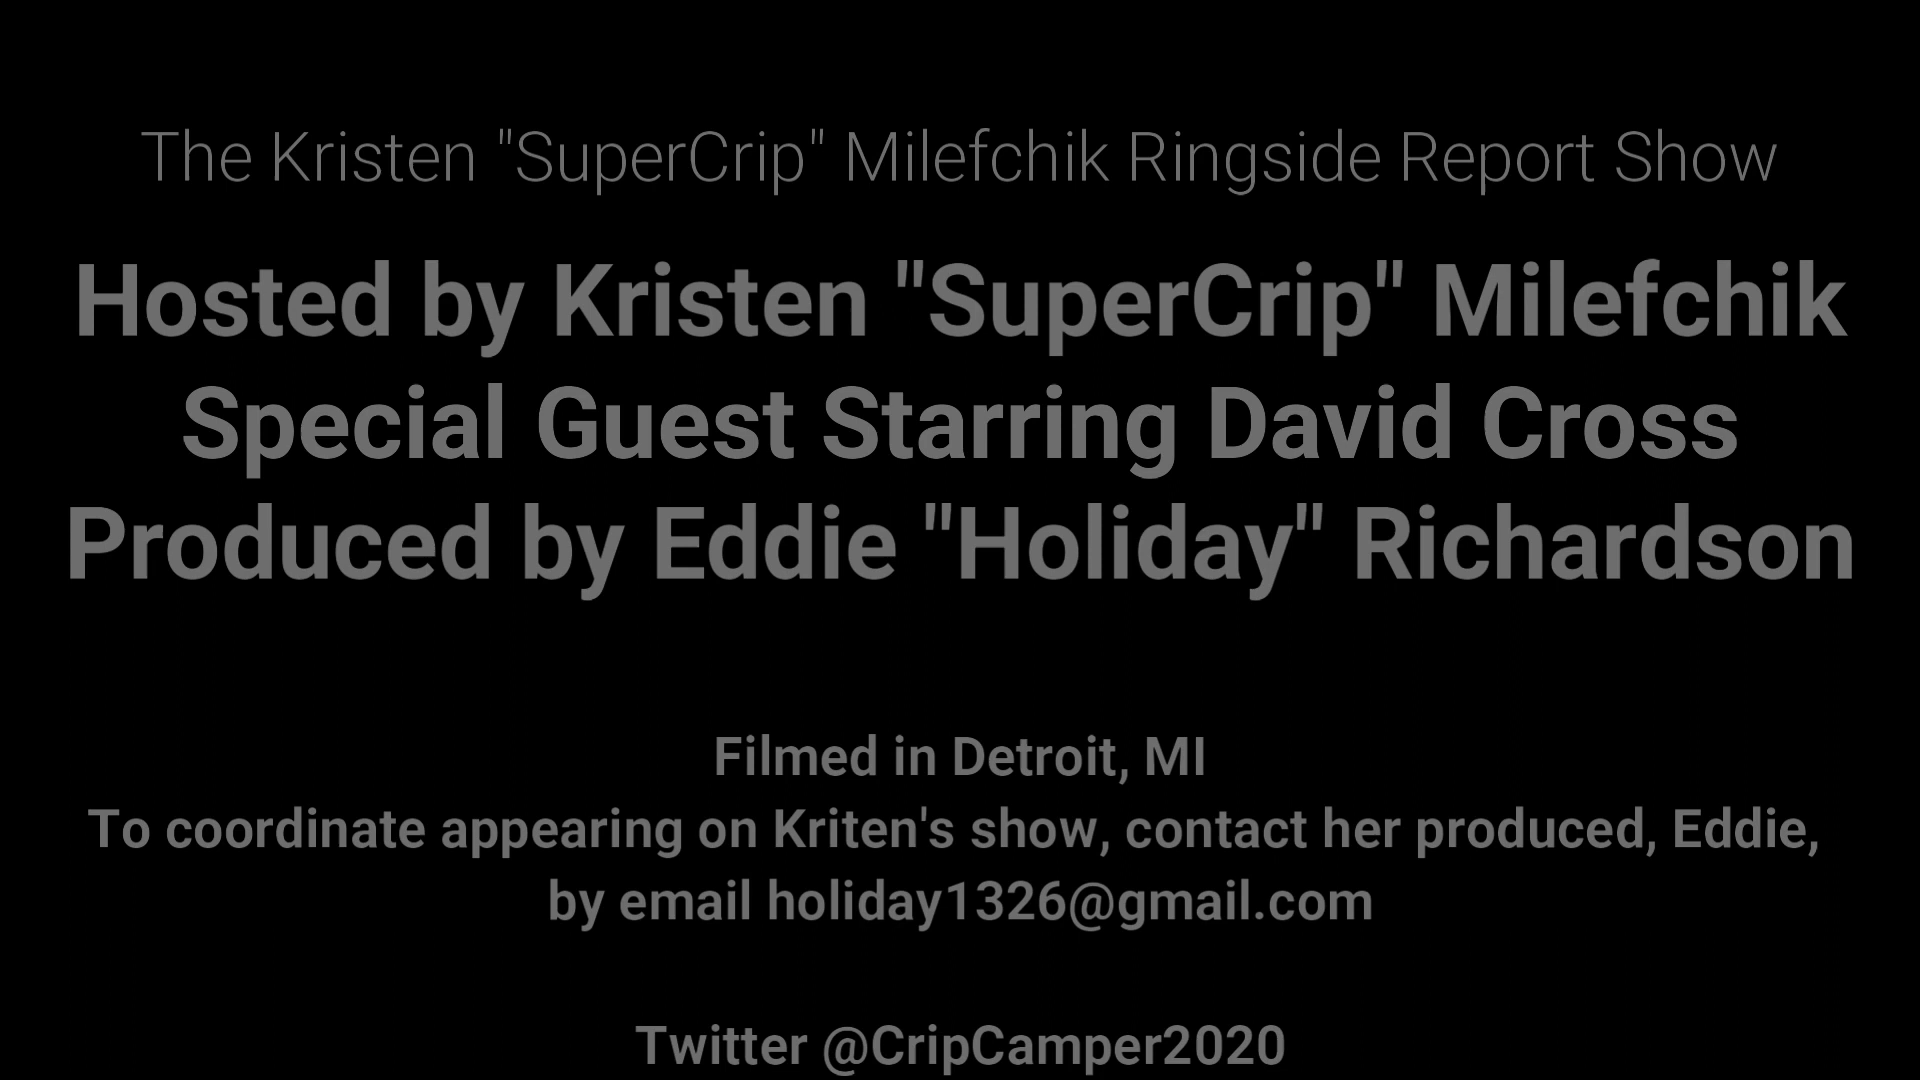 The Kristen "SuperCrip" Milefchik Ringside Report Show
Hosted by Kristen "SuperCrip" Milefchik
Special Guest Starring David Cross
Produced by Eddie "Holiday" Richardson
Filmed in Detroit, MI
To coordinate appearing on Kriten's show, contact her produced, Eddie,
by email holiday1326@gmail.com
Twitter @CripCamper2020